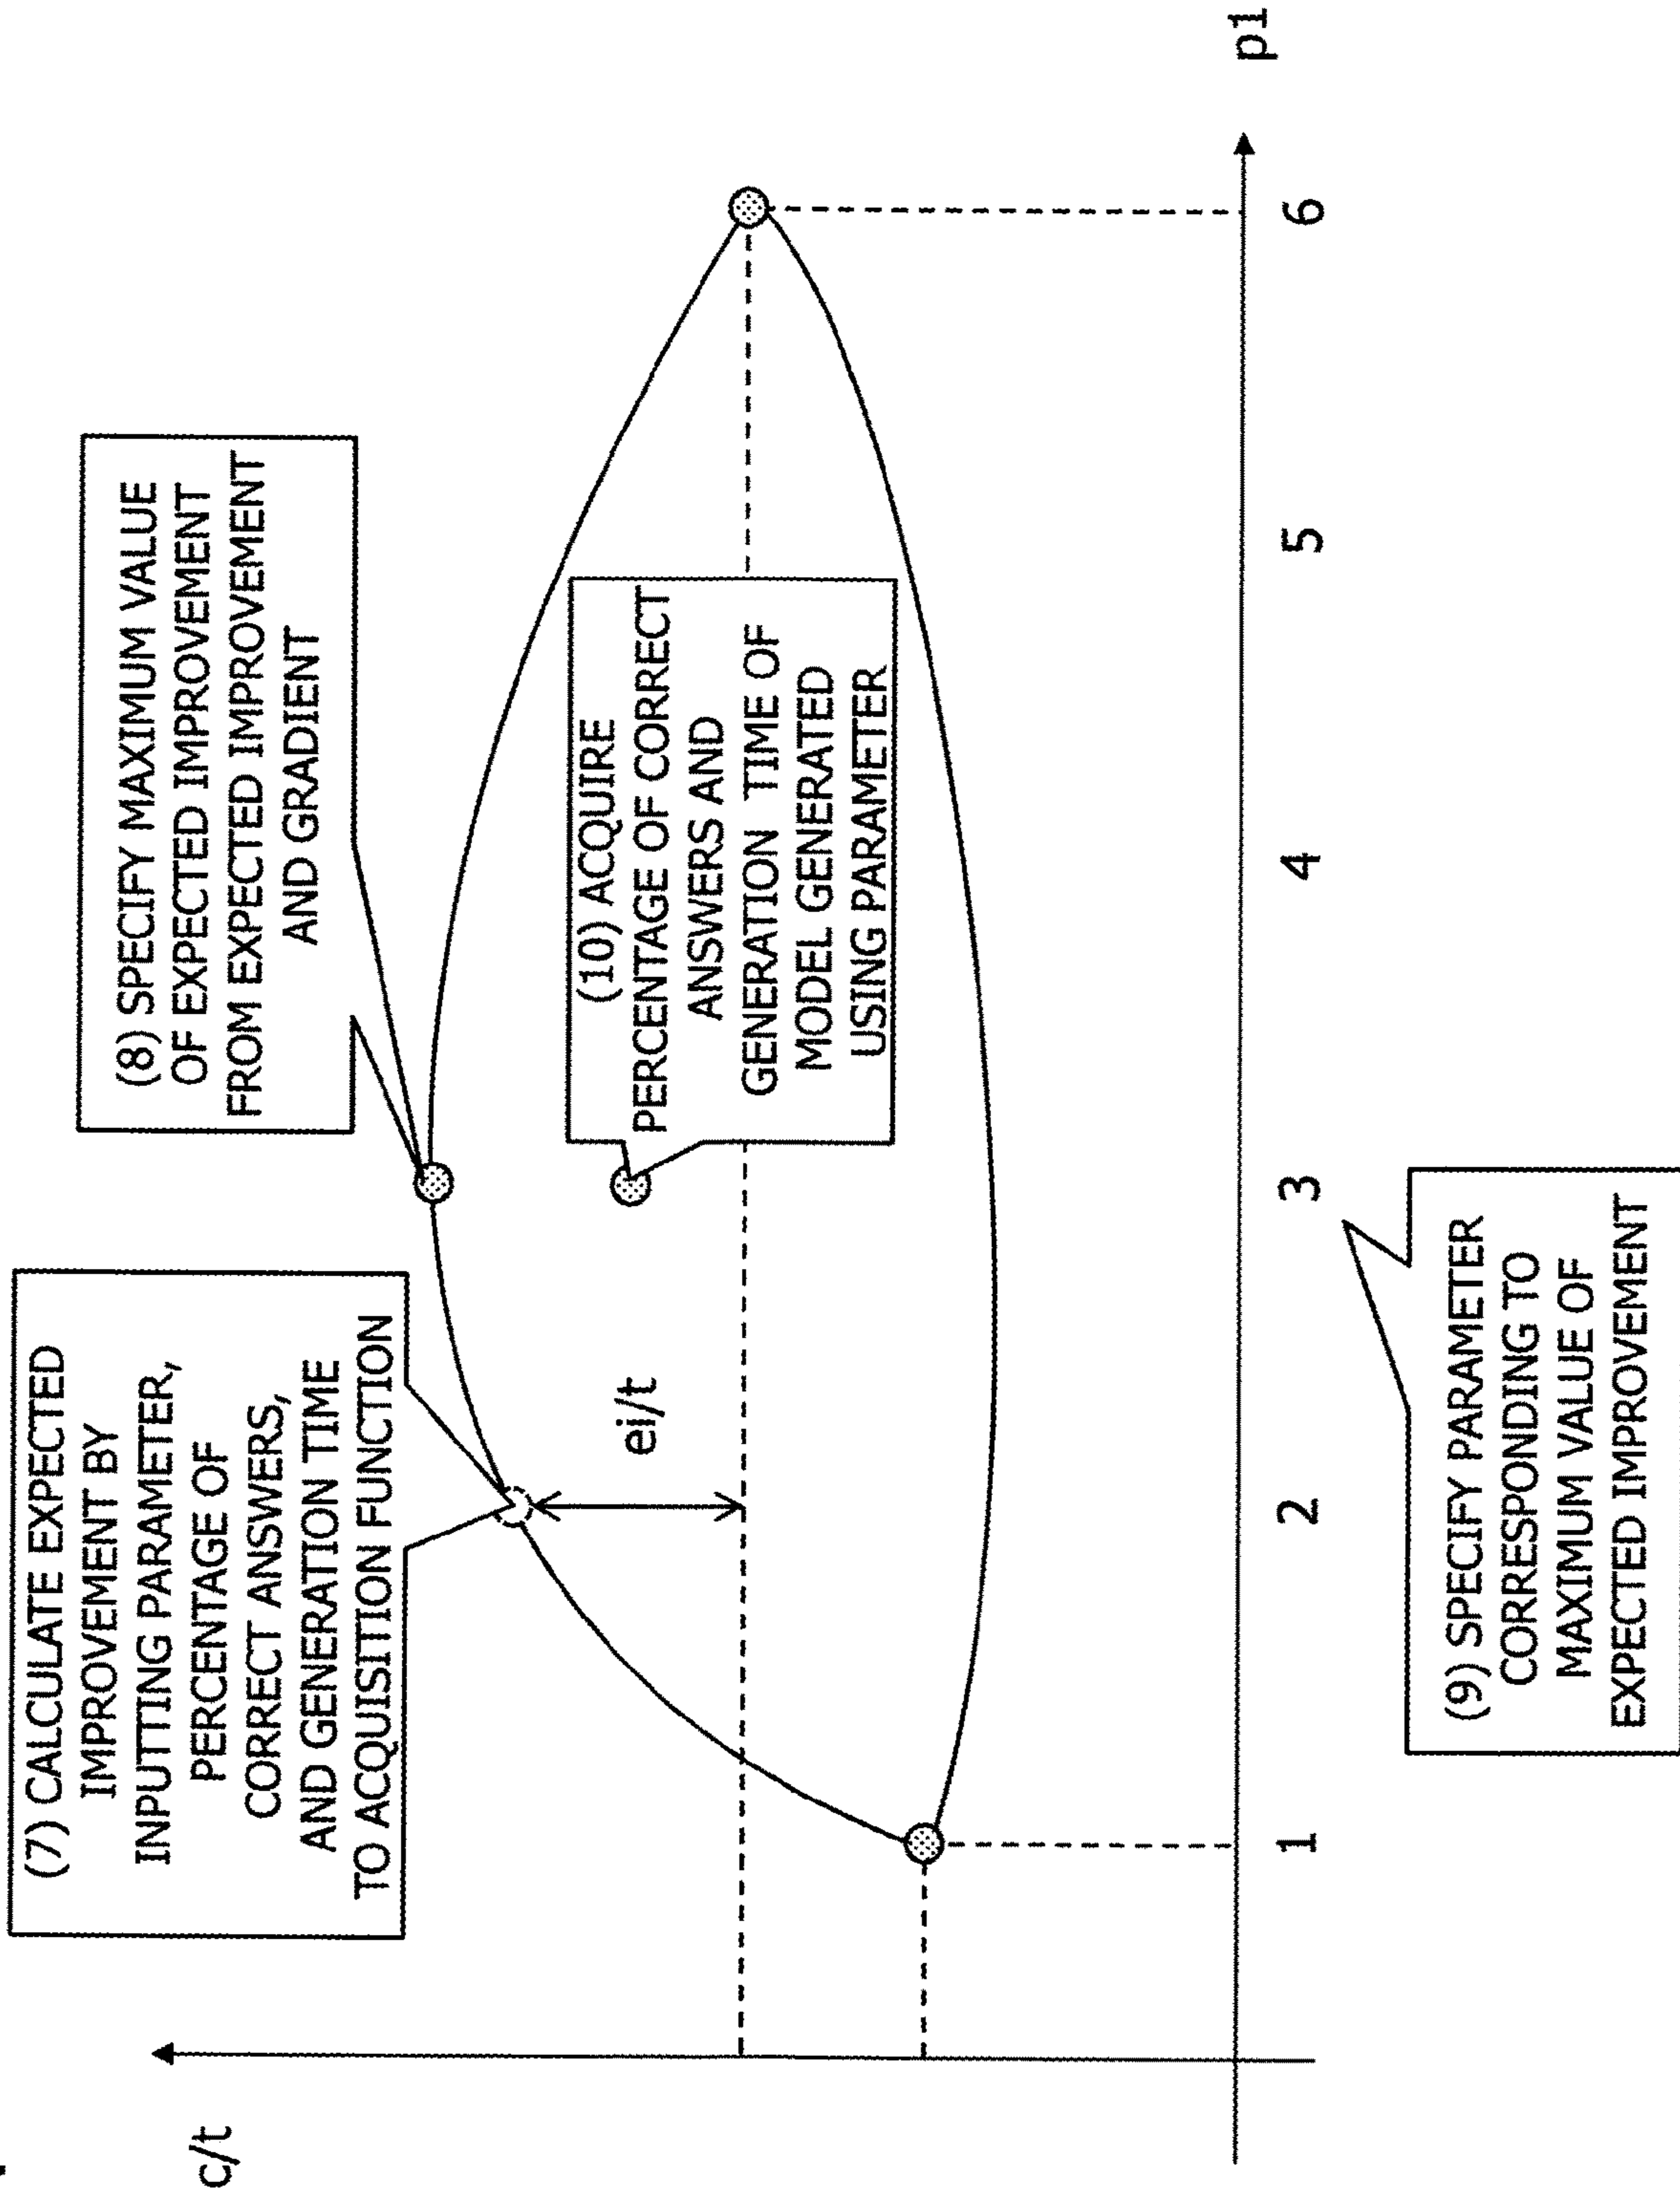 c/t
(7) CALCULATE EXPECTED
IMPROVEMENT BY
INPUTTING PARAMETER,
PERCENTAGE OF
CORRECT ANSWERS,
AND GENERATION TIME
TO ACQUISITION FUNCTION
(8) SPECIFY MAXIMUM VALUE
OF EXPECTED IMPROVEMENT
FROM EXPECTED IMPROVEMENT
AND GRADIENT
ei/t
(10) ACQUIRE
PERCENTAGE OF CORRECT
ANSWERS AND
GENERATION TIME OF
MODEL GENERATED
USING PARAMETER
1 2 3 4 5 6
p1
(9) SPECIFY PARAMETER
CORRESPONDING TO
MAXIMUM VALUE OF
EXPECTED IMPROVEMENT